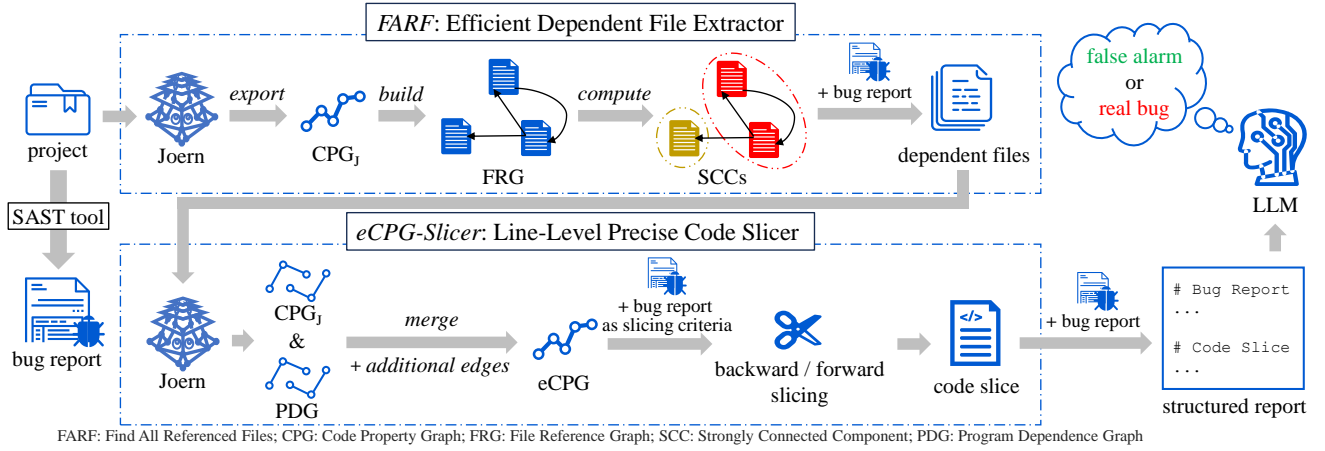 FARF: Efficient Dependent File Extractor
project
Joern
export
CPGJ
build
FRG
compute
SCCs
+ bug report
dependent files
false alarm
or
real bug
LLM
SAST tool
bug report
eCPG-Slicer: Line-Level Precise Code Slicer
Joern
CPGJ
&
PDG
merge
+ additional edges
eCPG
+ bug report
as slicing criteria
backward / forward
slicing
</>
code slice
+ bug report
# Bug Report
...
# Code Slice
...
structured report
FARF: Find All Referenced Files; CPG: Code Property Graph; FRG: File Reference Graph; SCC: Strongly Connected Component; PDG: Program Dependence Graph